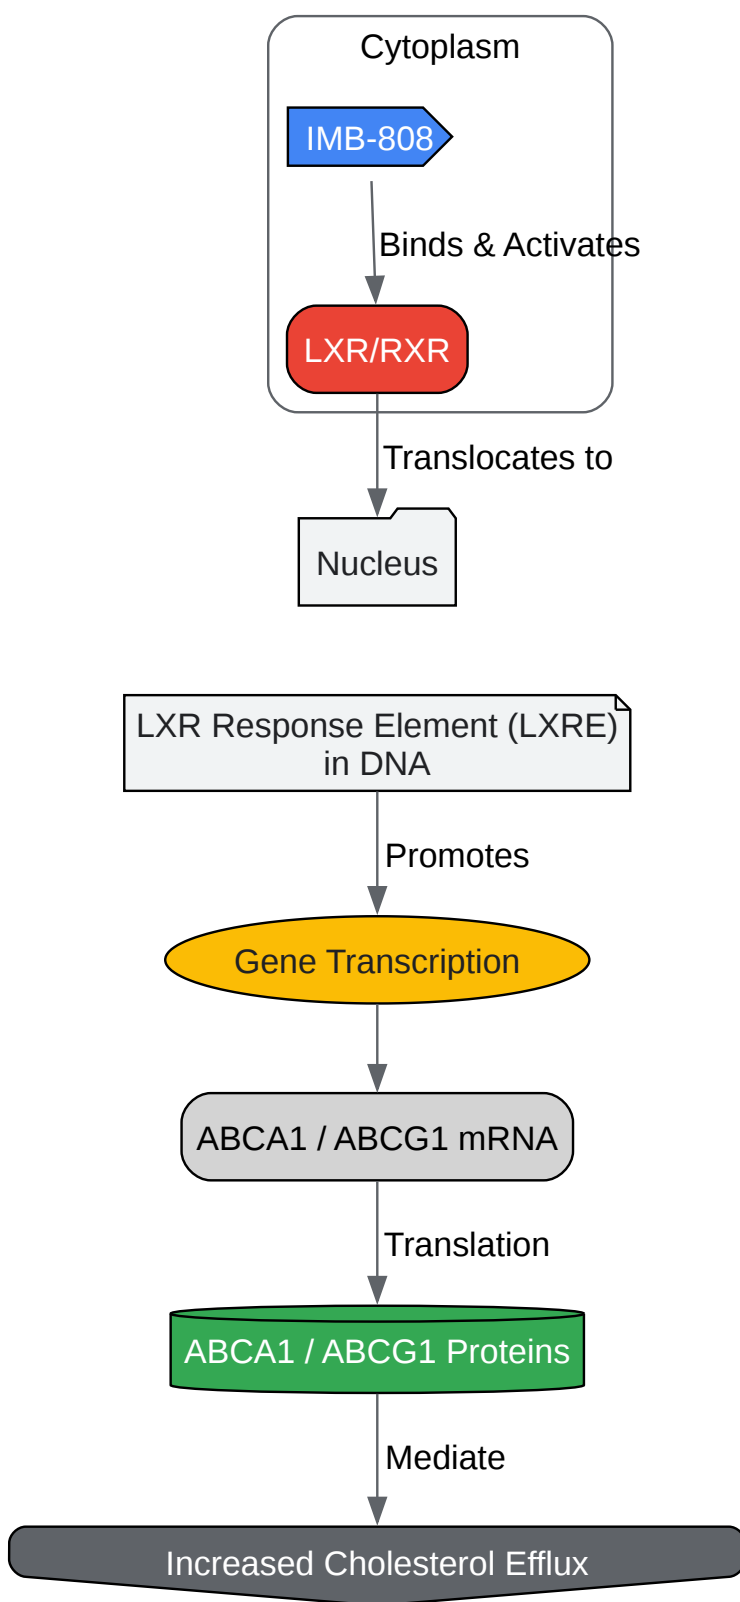 Cytoplasm
IMB-808
Binds & Activates
LXR/RXR
Translocates to
Nucleus
LXR Response Element (LXRE)
in DNA
Promotes
Gene Transcription
ABCA1 / ABCG1 mRNA
Translation
ABCA1 / ABCG1 Proteins
Mediate
Increased Cholesterol Efflux